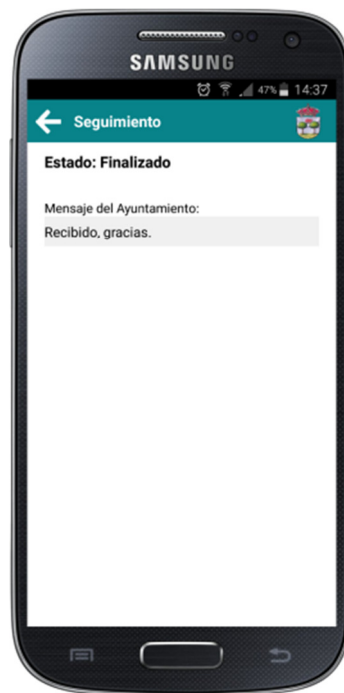 SAMSUNG
47% 14:37
Seguimiento
Estado: Finalizado
Mensaje del Ayuntamiento:
Recibido, gracias.